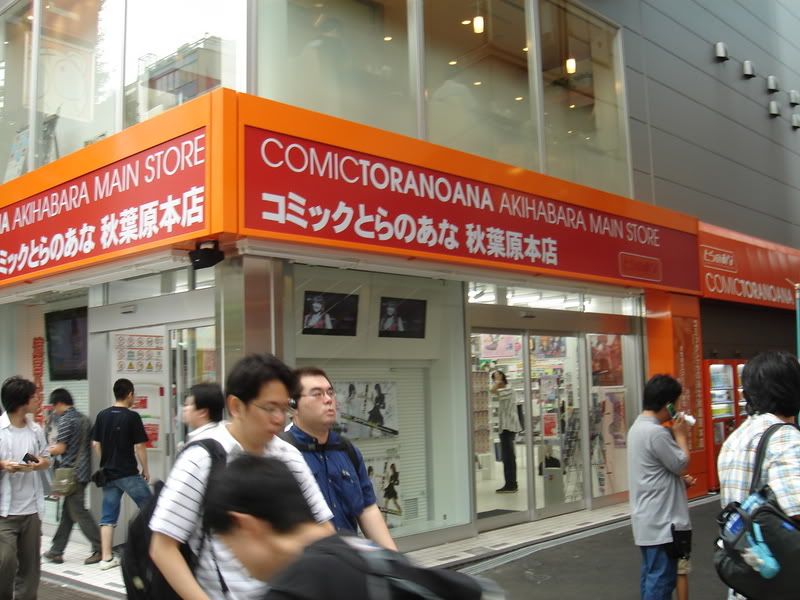 NA AKIHABARA MAIN STORE
ミックとらのあな 秋葉原本店
COMICTORANOANA AKIHABARA MAIN STORE
コミックとらのあな 秋葉原本店
とらのあな
COMICTORANOANA